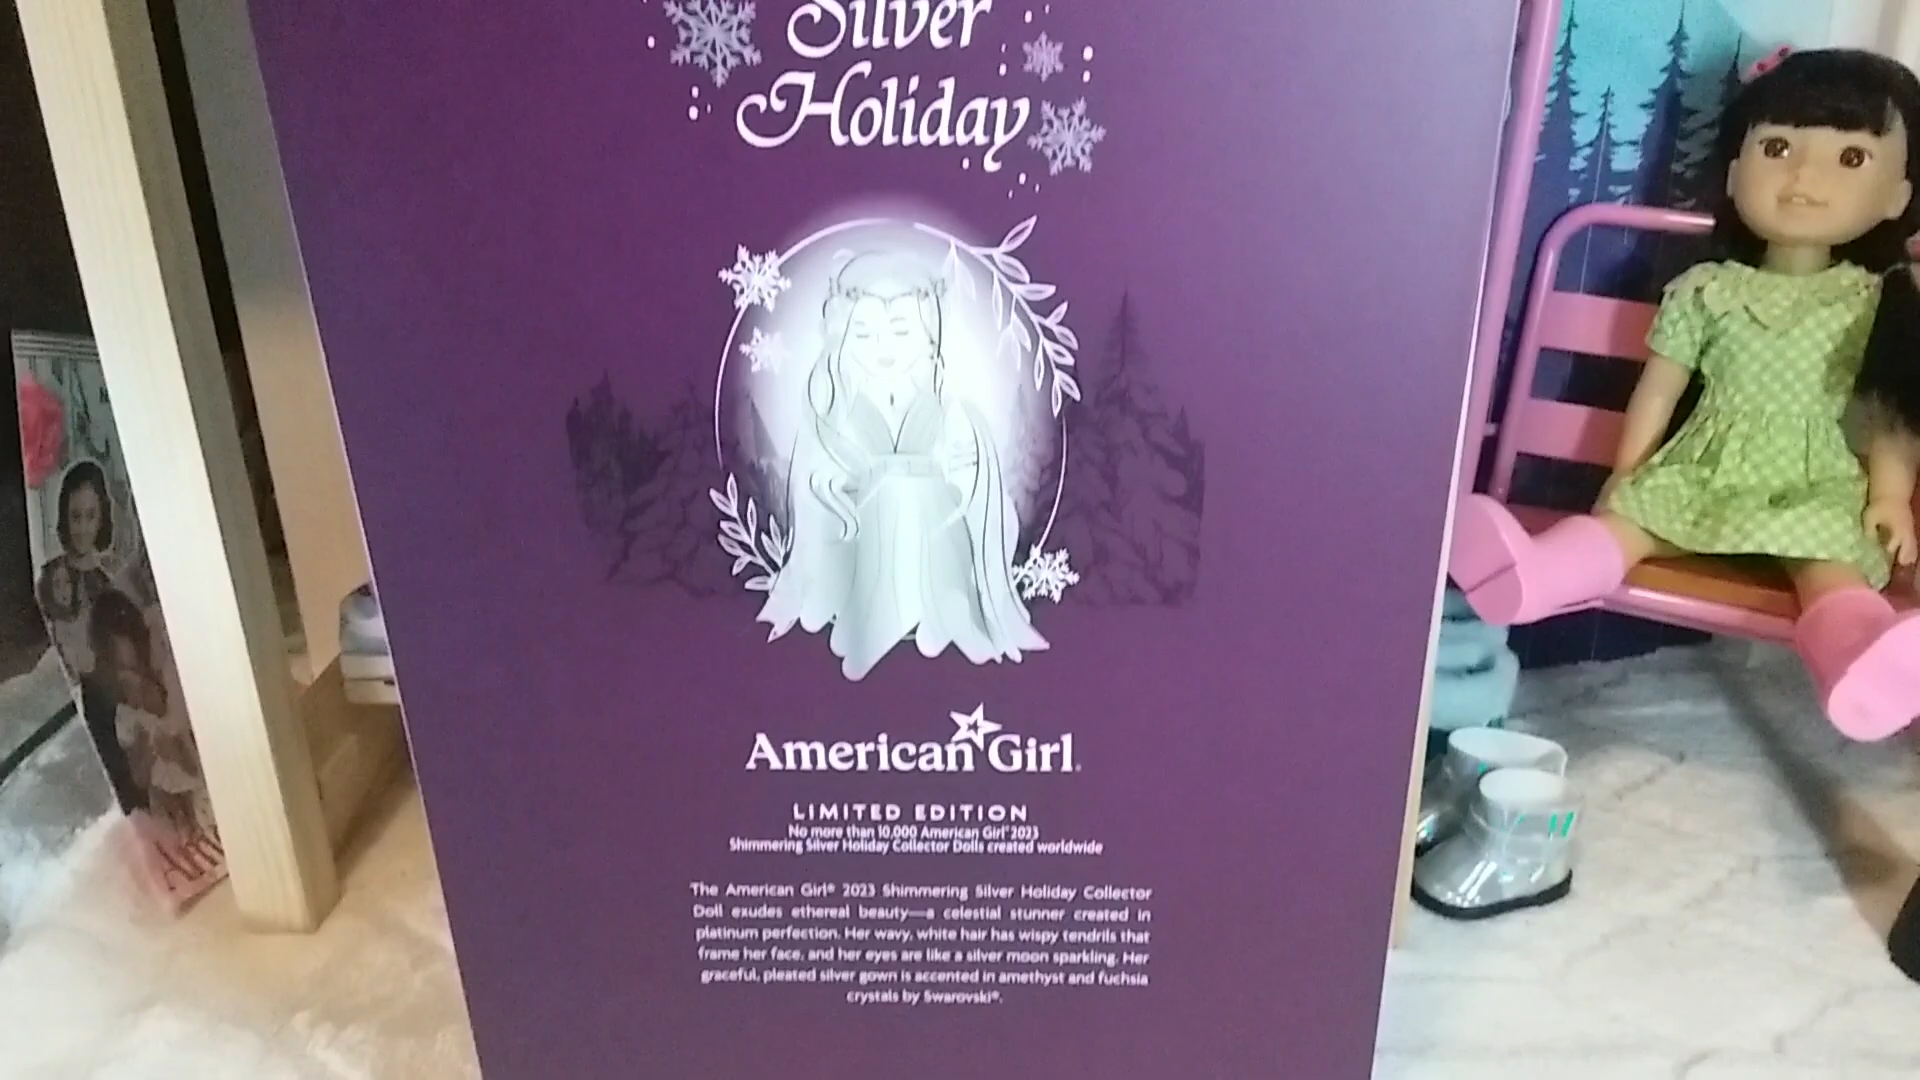 Silver
Holiday
American Girl
LIMITED EDITION
No more than 10,000 American Girl® 2023
Shimmering Silver Holiday Collector Dolls created worldwide
The American Girl® 2023 Shimmering Silver Holiday Collector
Doll exudes ethereal beauty—a celestial stunner created in
platinum perfection. Her wavy, white hair has wispy tendrils that
frame her face, and her eyes are like a silver moon sparkling. Her
graceful, pleated silver gown is accented in amethyst and fuchsia
crystals by Swarovski®.